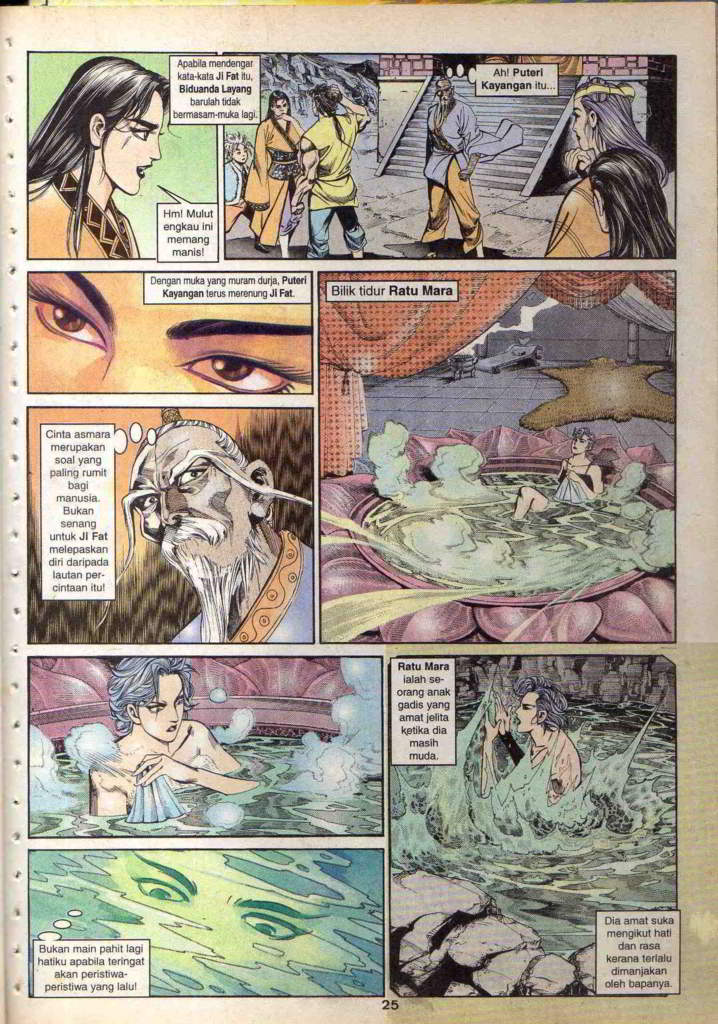 Apabila mendengar
kata-kata Ji Fat itu,
Biduanda Layang
barulah tidak
bermasam-muka lagi.
Hm! Mulut
engkau ini
memang
manis!
Ah! Puteri
Kayangan itu...
Dengan muka yang muram durja, Puteri
Kayangan terus merenung Ji Fat.
Bilik tidur Ratu Mara
Cinta asmara
merupakan
soal yang
paling rumit
bagi
manusia.
Bukan
senang
untuk JI Fat
melepaskan
diri daripada
lautan per-
cintaan itu!
Ratu Mara
ialah se-
orang anak
gadis yang
amat jelita
ketika dia
masih
muda.
Bukan main pahit lagi
hatiku apabila teringat
akan peristiwa-
peristiwa yang lalu!
Dia amat suka
mengikut hati
dan rasa
kerana terlalu
dimanjakan
oleh bapanya.
25